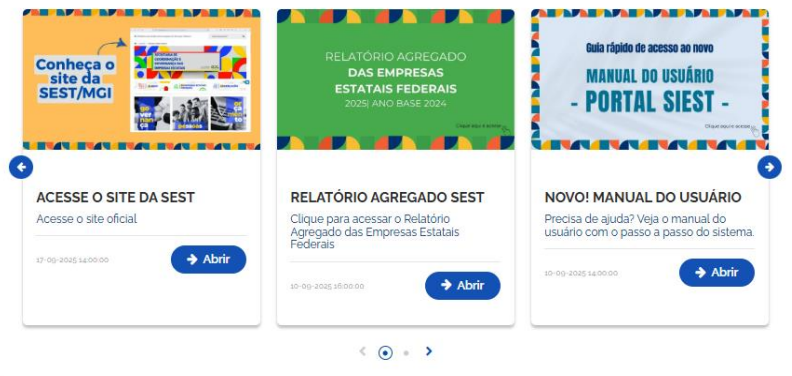 Conheça o
site da
SEST/MGI
RELATÓRIO AGREGADO
DAS EMPRESAS
ESTATAIS FEDERAIS
2025| ANO BASE 2024
Clique aqui e acesse
Guia rápido de acesso ao novo
MANUAL DO USUÁRIO
- PORTAL SIEST -
Clique aqui e acesse
ACESSE O SITE DA SEST
Acesse o site oficial
17-09-2025 14:00:00
Abrir
RELATÓRIO AGREGADO SEST
Clique para acessar o Relatório
Agregado das Empresas Estatais
Federais
10-09-2025 16:00:00
Abrir
NOVO! MANUAL DO USUÁRIO
Precisa de ajuda? Veja o manual do
usuário com o passo a passo do sistema.
10-09-2025 14:00:00
Abrir